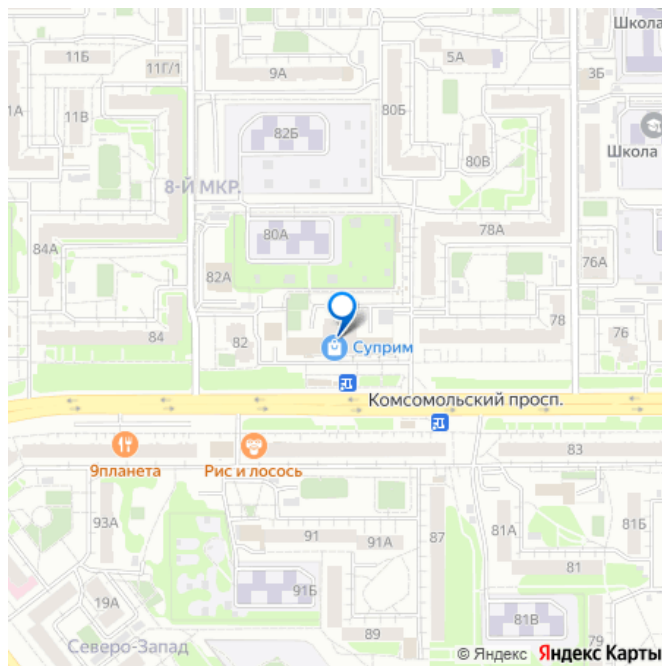 Школа
11Б
5А
11Г/1
9А
3Б
1А
11В
80Б
82Б
80В
Школа
8-Й МКР.
80А
78А
84А
76А
82А
78
84
82
76
Суприм
Комсомольский просп.
9планета
Рис и лосось
83
93А
91
91А
87
81А
81Б
81
91Б
19А
81В
89
79
Северо-Запад
© Яндекс Яндекс Карты